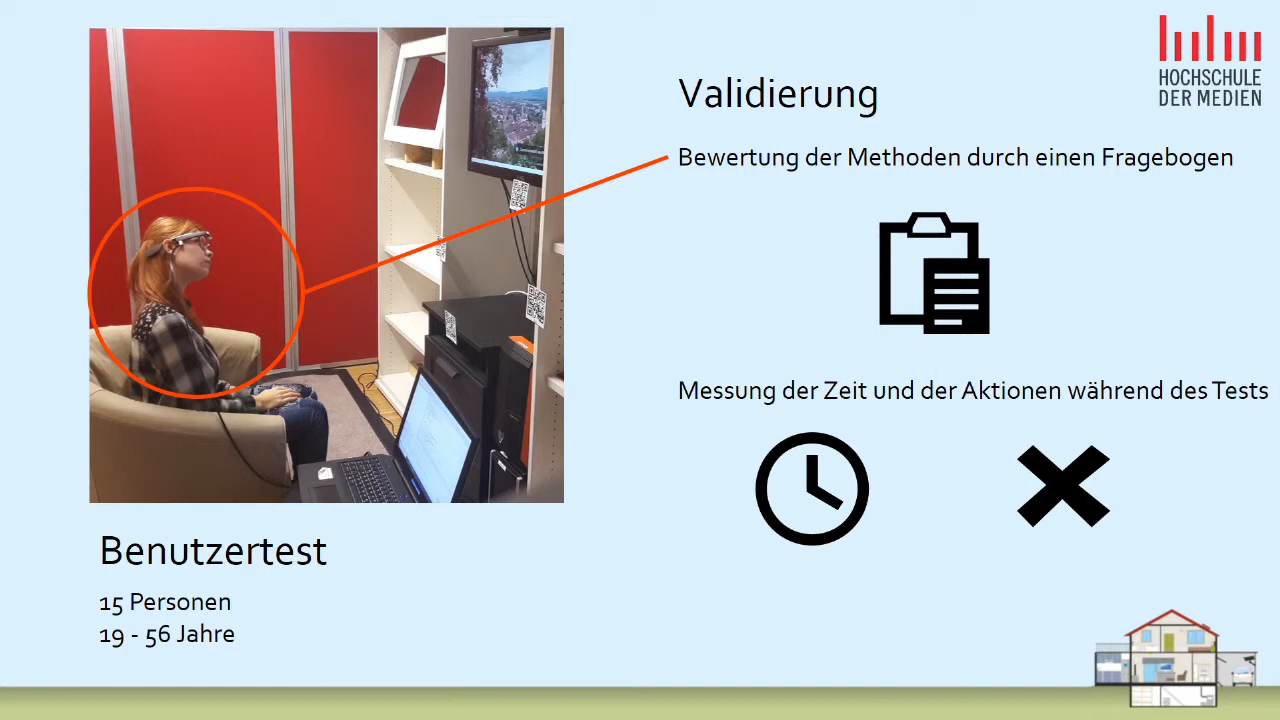 HOCHSCHULE
DER MEDIEN
Validierung
Bewertung der Methoden durch einen Fragebogen
Messung der Zeit und der Aktionen während des Tests
Benutzertest
15 Personen
19 - 56 Jahre